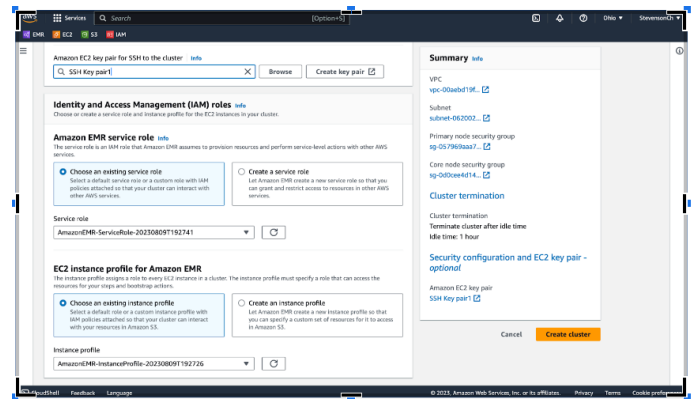 aws Services Search [Option+S] Ohio ▼ StevensonCh ▼
EMR EC2 S3 IAM
Amazon EC2 key pair for SSH to the cluster Info
SSH Key pair1 Browse Create key pair
Identity and Access Management (IAM) roles Info
Choose or create a service role and instance profile for the EC2 instances in your cluster.
Amazon EMR service role Info
The service role is an IAM role that Amazon EMR assumes to provision resources and perform service-level actions with other AWS
services.
Choose an existing service role
Select a default service role or a custom role with IAM
policies attached so that your cluster can interact with
other AWS services.
Create a service role
Let Amazon EMR create a new service role so that you
can grant and restrict access to resources in other AWS
services.
Service role
AmazonEMR-ServiceRole-20230809T192741
EC2 instance profile for Amazon EMR
The instance profile assigns a role to every EC2 instance in a cluster. The instance profile must specify a role that can access the
resources for your steps and bootstrap actions.
Choose an existing instance profile
Select a default role or a custom instance profile with
IAM policies attached so that your cluster can interact
with your resources in Amazon S3.
Create an instance profile
Let Amazon EMR create a new instance profile so that
you can specify a custom set of resources for it to access
in Amazon S3.
Instance profile
AmazonEMR-InstanceProfile-20230809T192726
Summary Info
VPC
vpc-00aebd19f...
Subnet
subnet-062002...
Primary node security group
sg-057969aaa7...
Core node security group
sg-0d0cee4d14...
Cluster termination
Cluster termination
Terminate cluster after idle time
Idle time: 1 hour
Security configuration and EC2 key pair -
optional
Amazon EC2 key pair
SSH Key pair1
Cancel Create cluster
CloudShell Feedback Language © 2023, Amazon Web Services, Inc. or its affiliates. Privacy Terms Cookie prefer